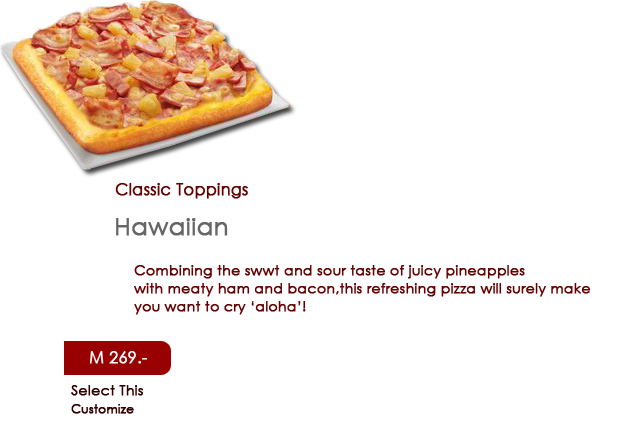 Classic Toppings
Hawaiian
Combining the swwt and sour taste of juicy pineapples
with meaty ham and bacon,this refreshing pizza will surely make
you want to cry ‘aloha’!
M 269.-
Select This
Customize